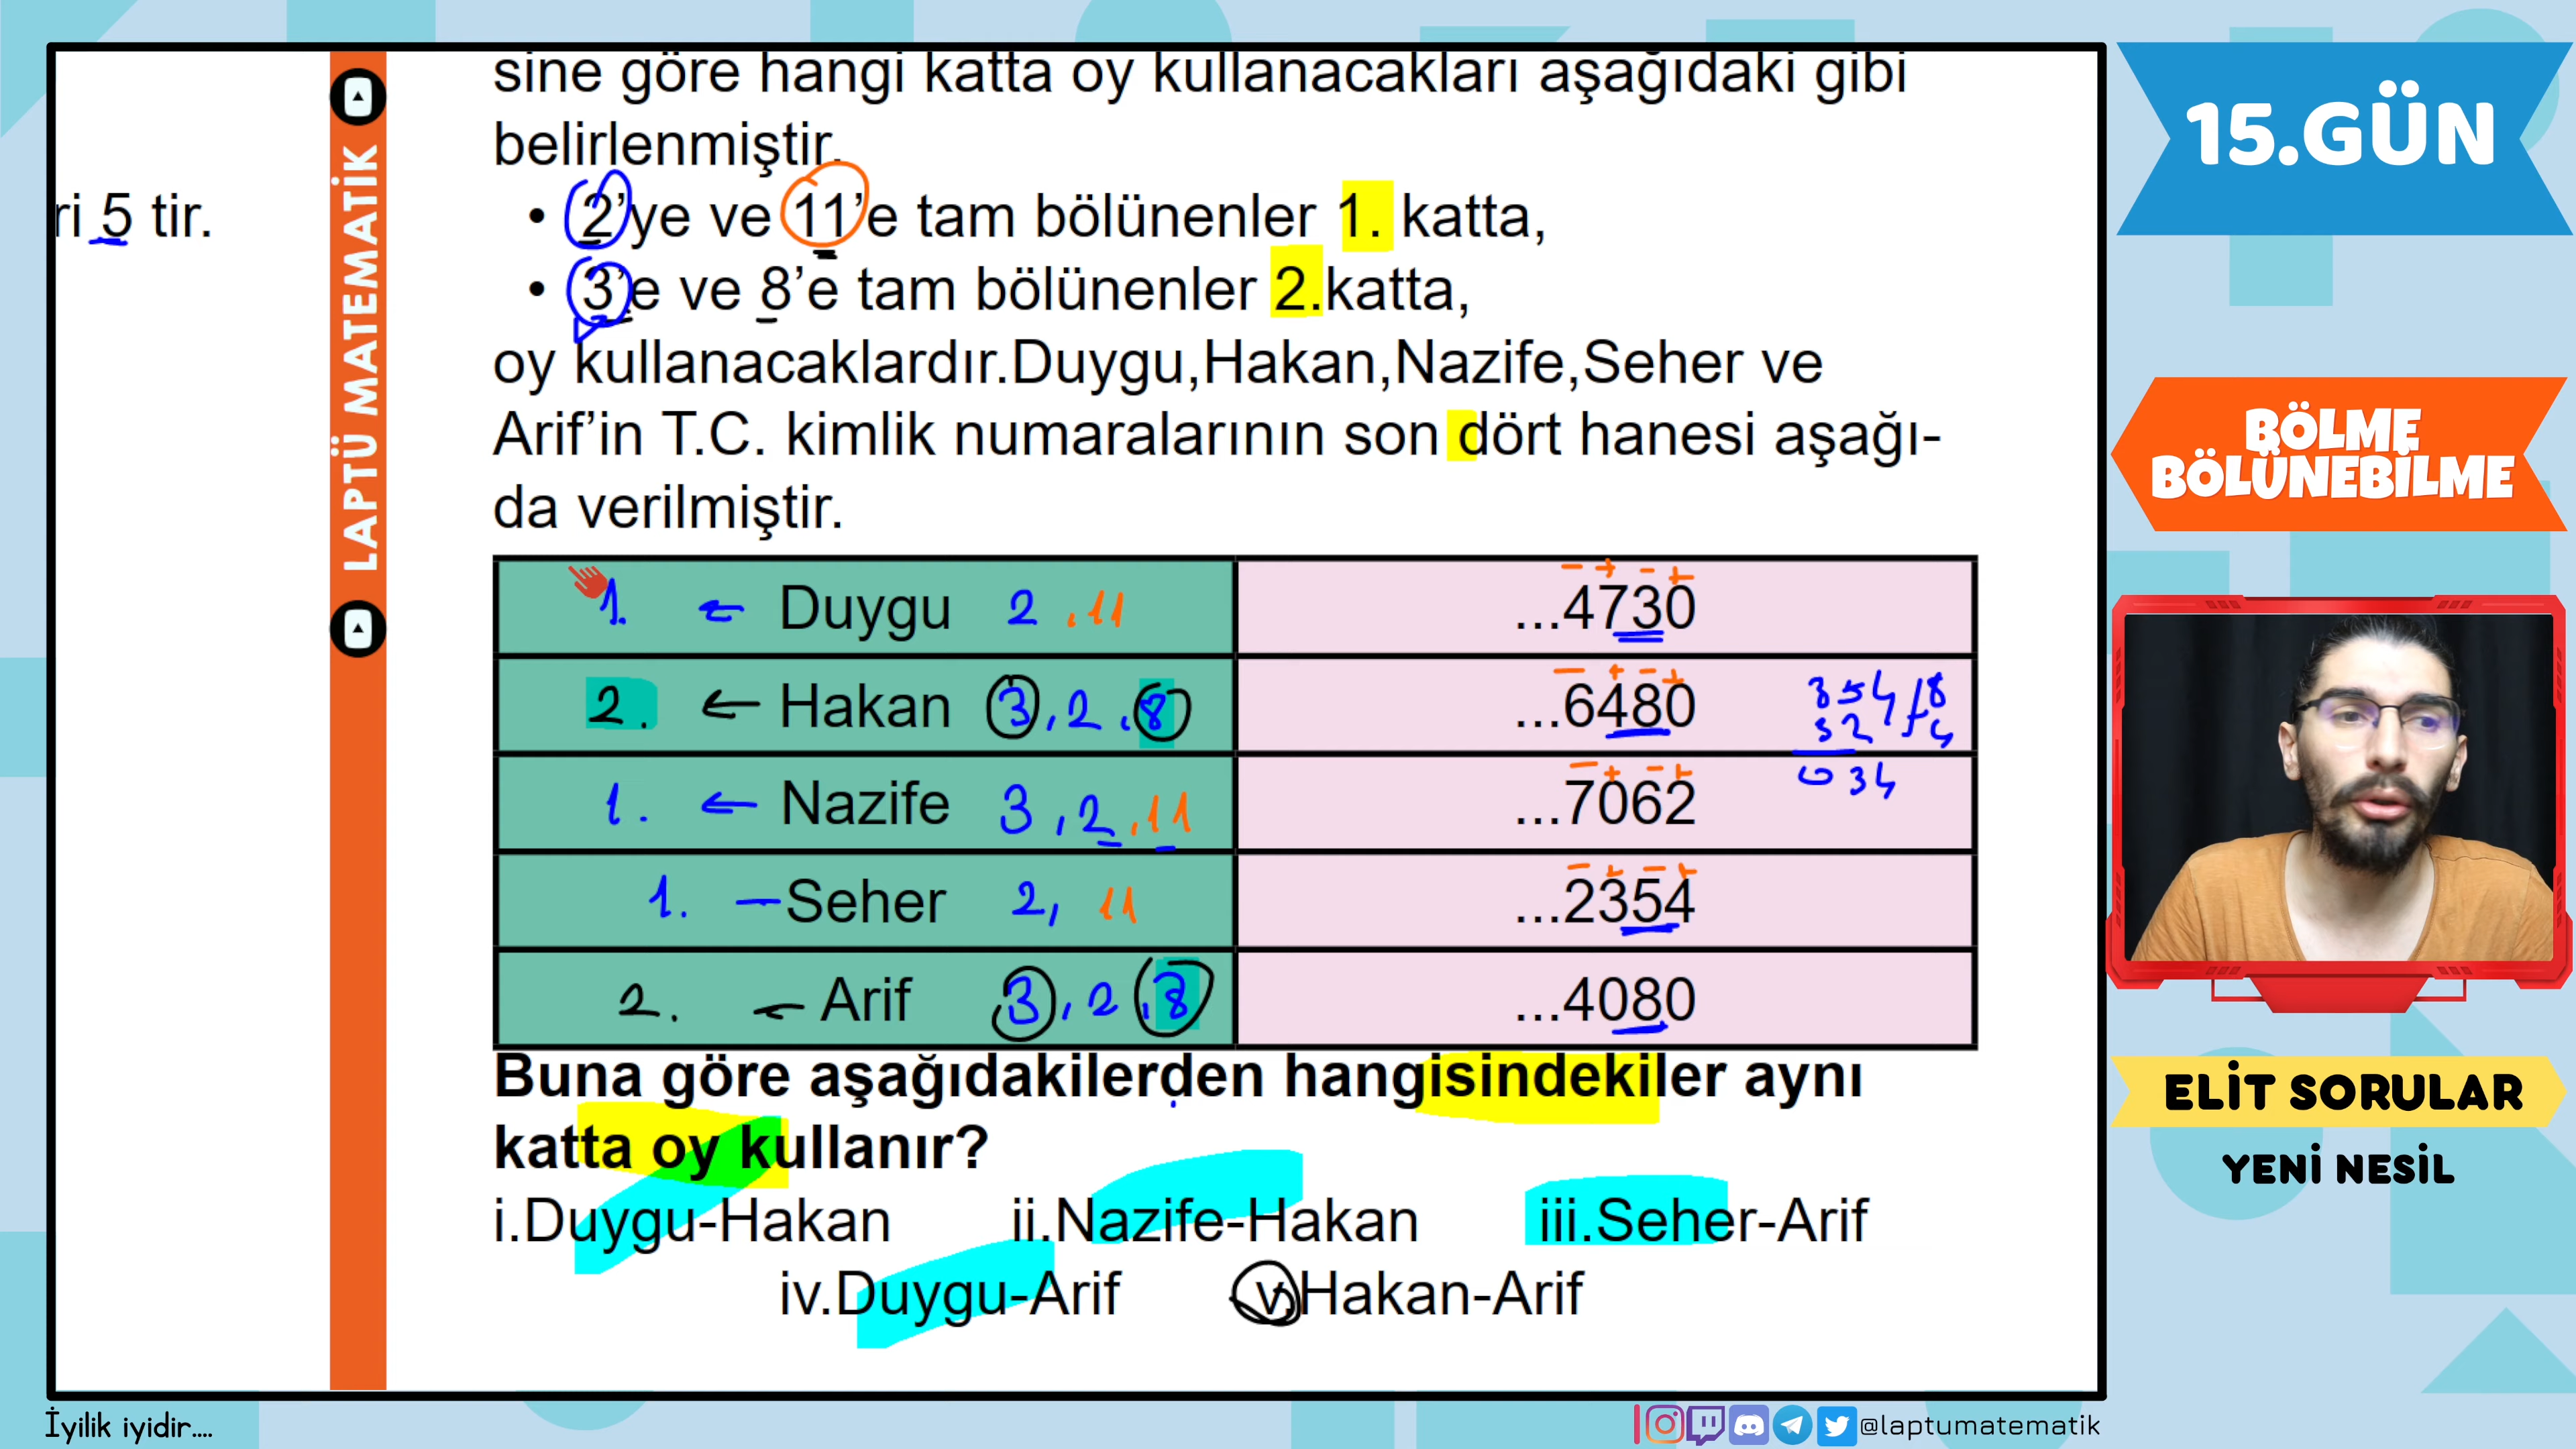 sine göre hangi katta oy kullanacakları aşağıdaki gibi
belirlenmiştir.
• 2'ye ve 11'e tam bölünenler 1. katta,
• 3'e ve 8'e tam bölünenler 2.katta,
oy kullanacaklardır.Duygu,Hakan,Nazife,Seher ve
Arif'in T.C. kimlik numaralarının son dört hanesi aşağı-
da verilmiştir.
1. ← Duygu 2 , 11 ...4730
2. ← Hakan 3 , 2 , 8 ...6480
1. ← Nazife 3 , 2 , 11 ...7062
1. – Seher 2, 11 ...2354
2. ← Arif 3 , 2 , 8 ...4080
354 8
32 4
034
Buna göre aşağıdakilerden hangisindekiler aynı
katta oy kullanır?
i.Duygu-Hakan ii.Nazife-Hakan iii.Seher-Arif
iv.Duygu-Arif v.Hakan-Arif
ri 5 tir.
LAPTÜ MATEMATİK
15.GÜN
BÖLME
BÖLÜNEBİLME
ELİT SORULAR
YENİ NESİL
İyilik iyidir....
@laptumatematik